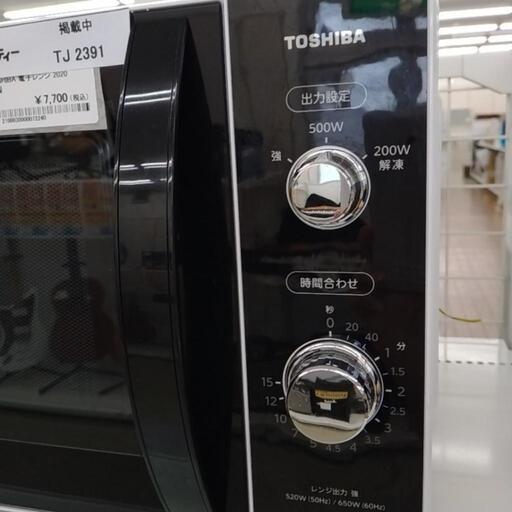 掲載中
ディー TJ 2391
電子レンジ 2020
¥7,700(税込)
TOSHIBA
出力設定
500W
強
200W
解凍
時間合わせ
秒
0
20
40
1 分
1.5
2
2.5
3
3.5
4
5
7
10
12
15
レンジ出力 強
520W(50Hz)/650W(60Hz)